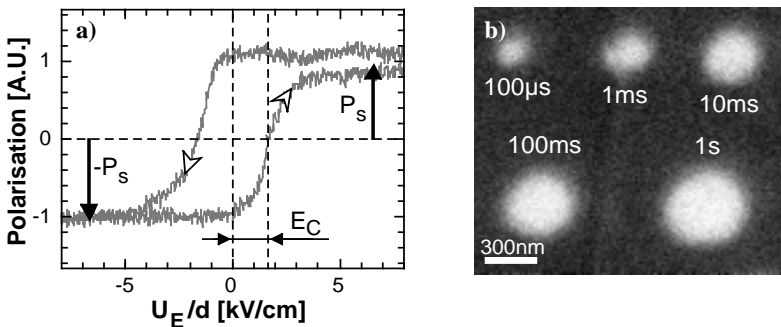 a)
Polarisation [A.U.]
1
0
-1
P_s
-P_s
E_C
-5 0 5
U_E/d [kV/cm]
b)
100µs
1ms
10ms
100ms
1s
300nm